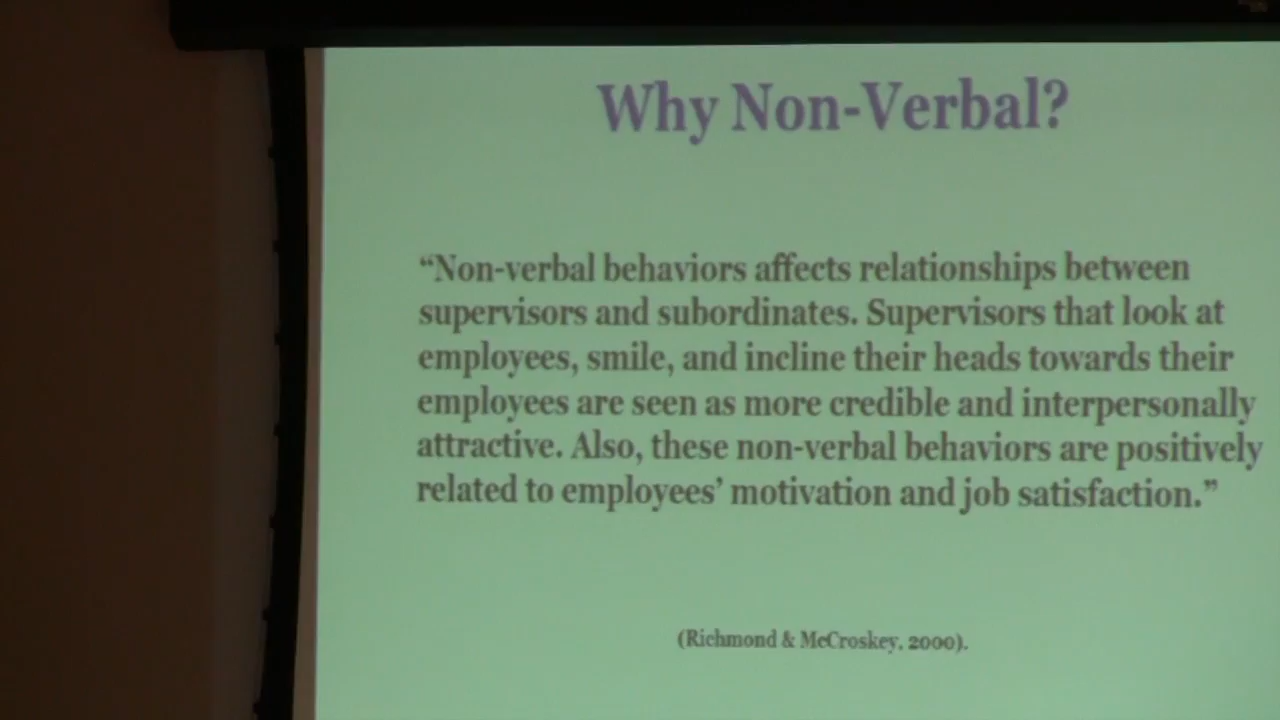 Why Non-Verbal?
“Non-verbal behaviors affects relationships between
supervisors and subordinates. Supervisors that look at
employees, smile, and incline their heads towards their
employees are seen as more credible and interpersonally
attractive. Also, these non-verbal behaviors are positively
related to employees’ motivation and job satisfaction.”
(Richmond & McCroskey, 2000).